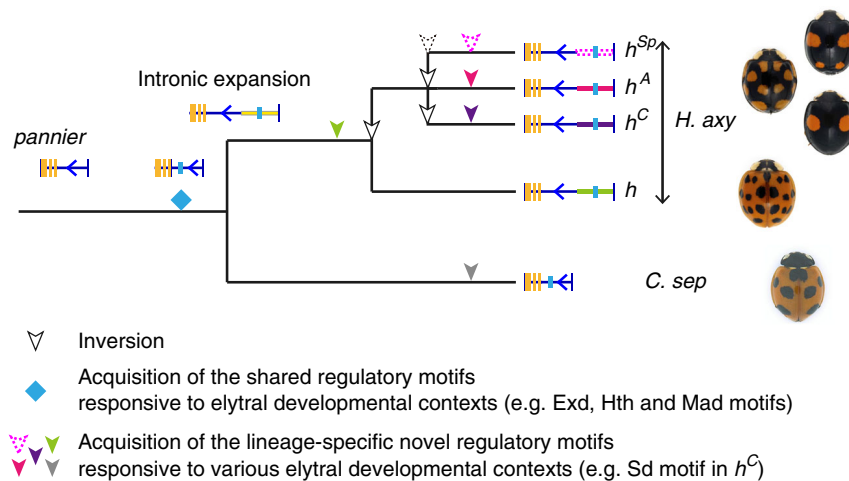 h^Sp
Intronic expansion
h^A
h^C
H. axy
pannier
h
C. sep
Inversion
Acquisition of the shared regulatory motifs
responsive to elytral developmental contexts (e.g. Exd, Hth and Mad motifs)
Acquisition of the lineage-specific novel regulatory motifs
responsive to various elytral developmental contexts (e.g. Sd motif in h^C)